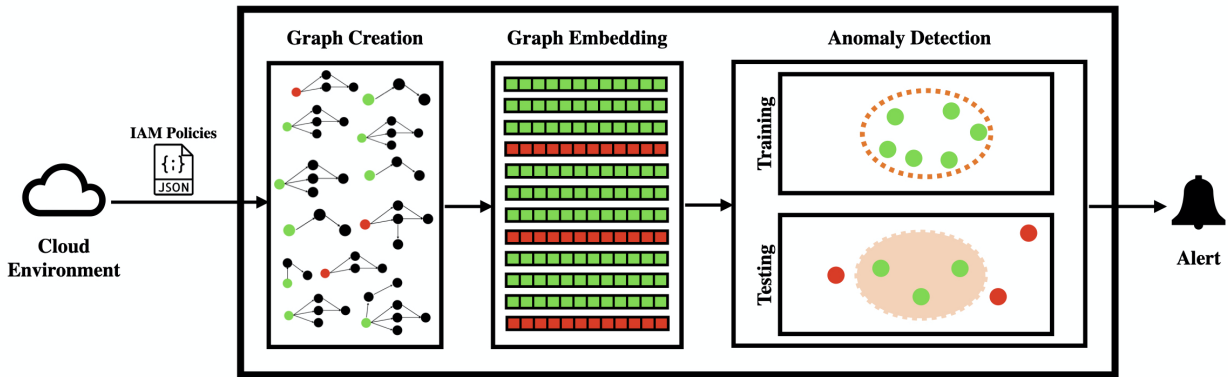 Graph Creation
Graph Embedding
Anomaly Detection
IAM Policies
{;}
JSON
Cloud
Environment
Training
Testing
Alert